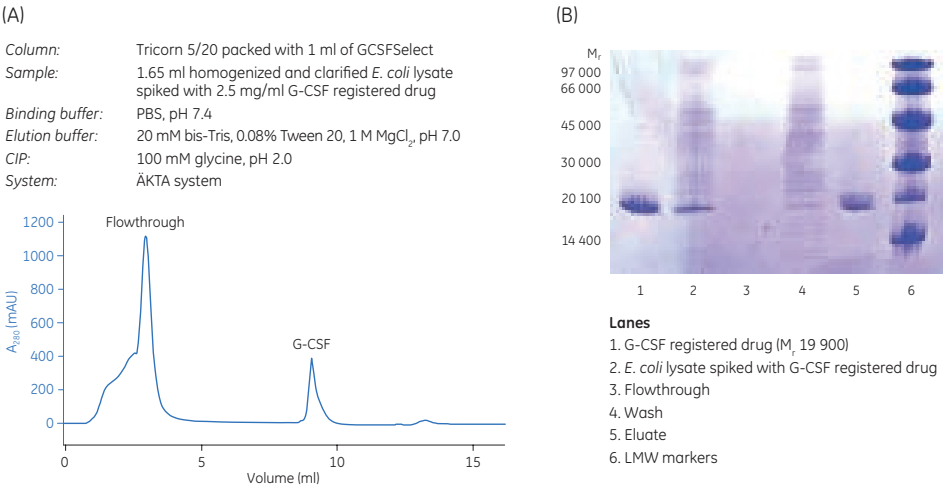 (A)
Column: Tricorn 5/20 packed with 1 ml of GCSFSelect
Sample: 1.65 ml homogenized and clarified E. coli lysate
spiked with 2.5 mg/ml G-CSF registered drug
Binding buffer: PBS, pH 7.4
Elution buffer: 20 mM bis-Tris, 0.08% Tween 20, 1 M MgCl2, pH 7.0
CIP: 100 mM glycine, pH 2.0
System: ÄKTA system
1200
1000
800
600
400
200
0
A280 (mAU)
Flowthrough
G-CSF
0 5 10 15
Volume (ml)
(B)
Mr
97 000
66 000
45 000
30 000
20 100
14 400
1 2 3 4 5 6
Lanes
1. G-CSF registered drug (Mr 19 900)
2. E. coli lysate spiked with G-CSF registered drug
3. Flowthrough
4. Wash
5. Eluate
6. LMW markers